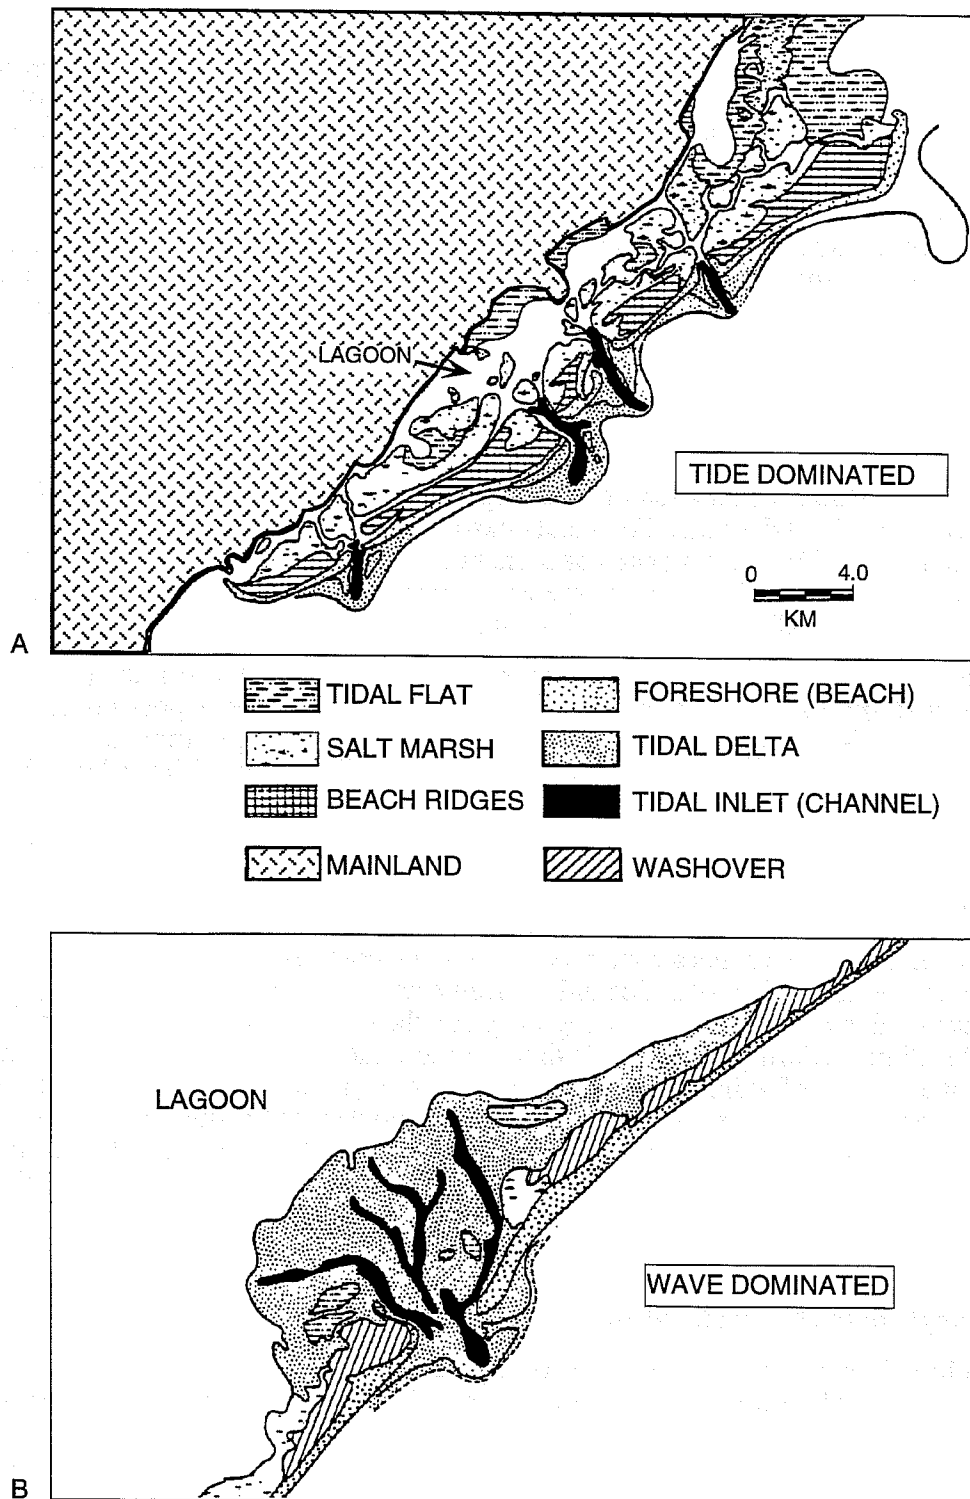 LAGOON
TIDE DOMINATED
0 4.0
KM
A
TIDAL FLAT
FORESHORE (BEACH)
SALT MARSH
TIDAL DELTA
BEACH RIDGES
TIDAL INLET (CHANNEL)
MAINLAND
WASHOVER
LAGOON
WAVE DOMINATED
B